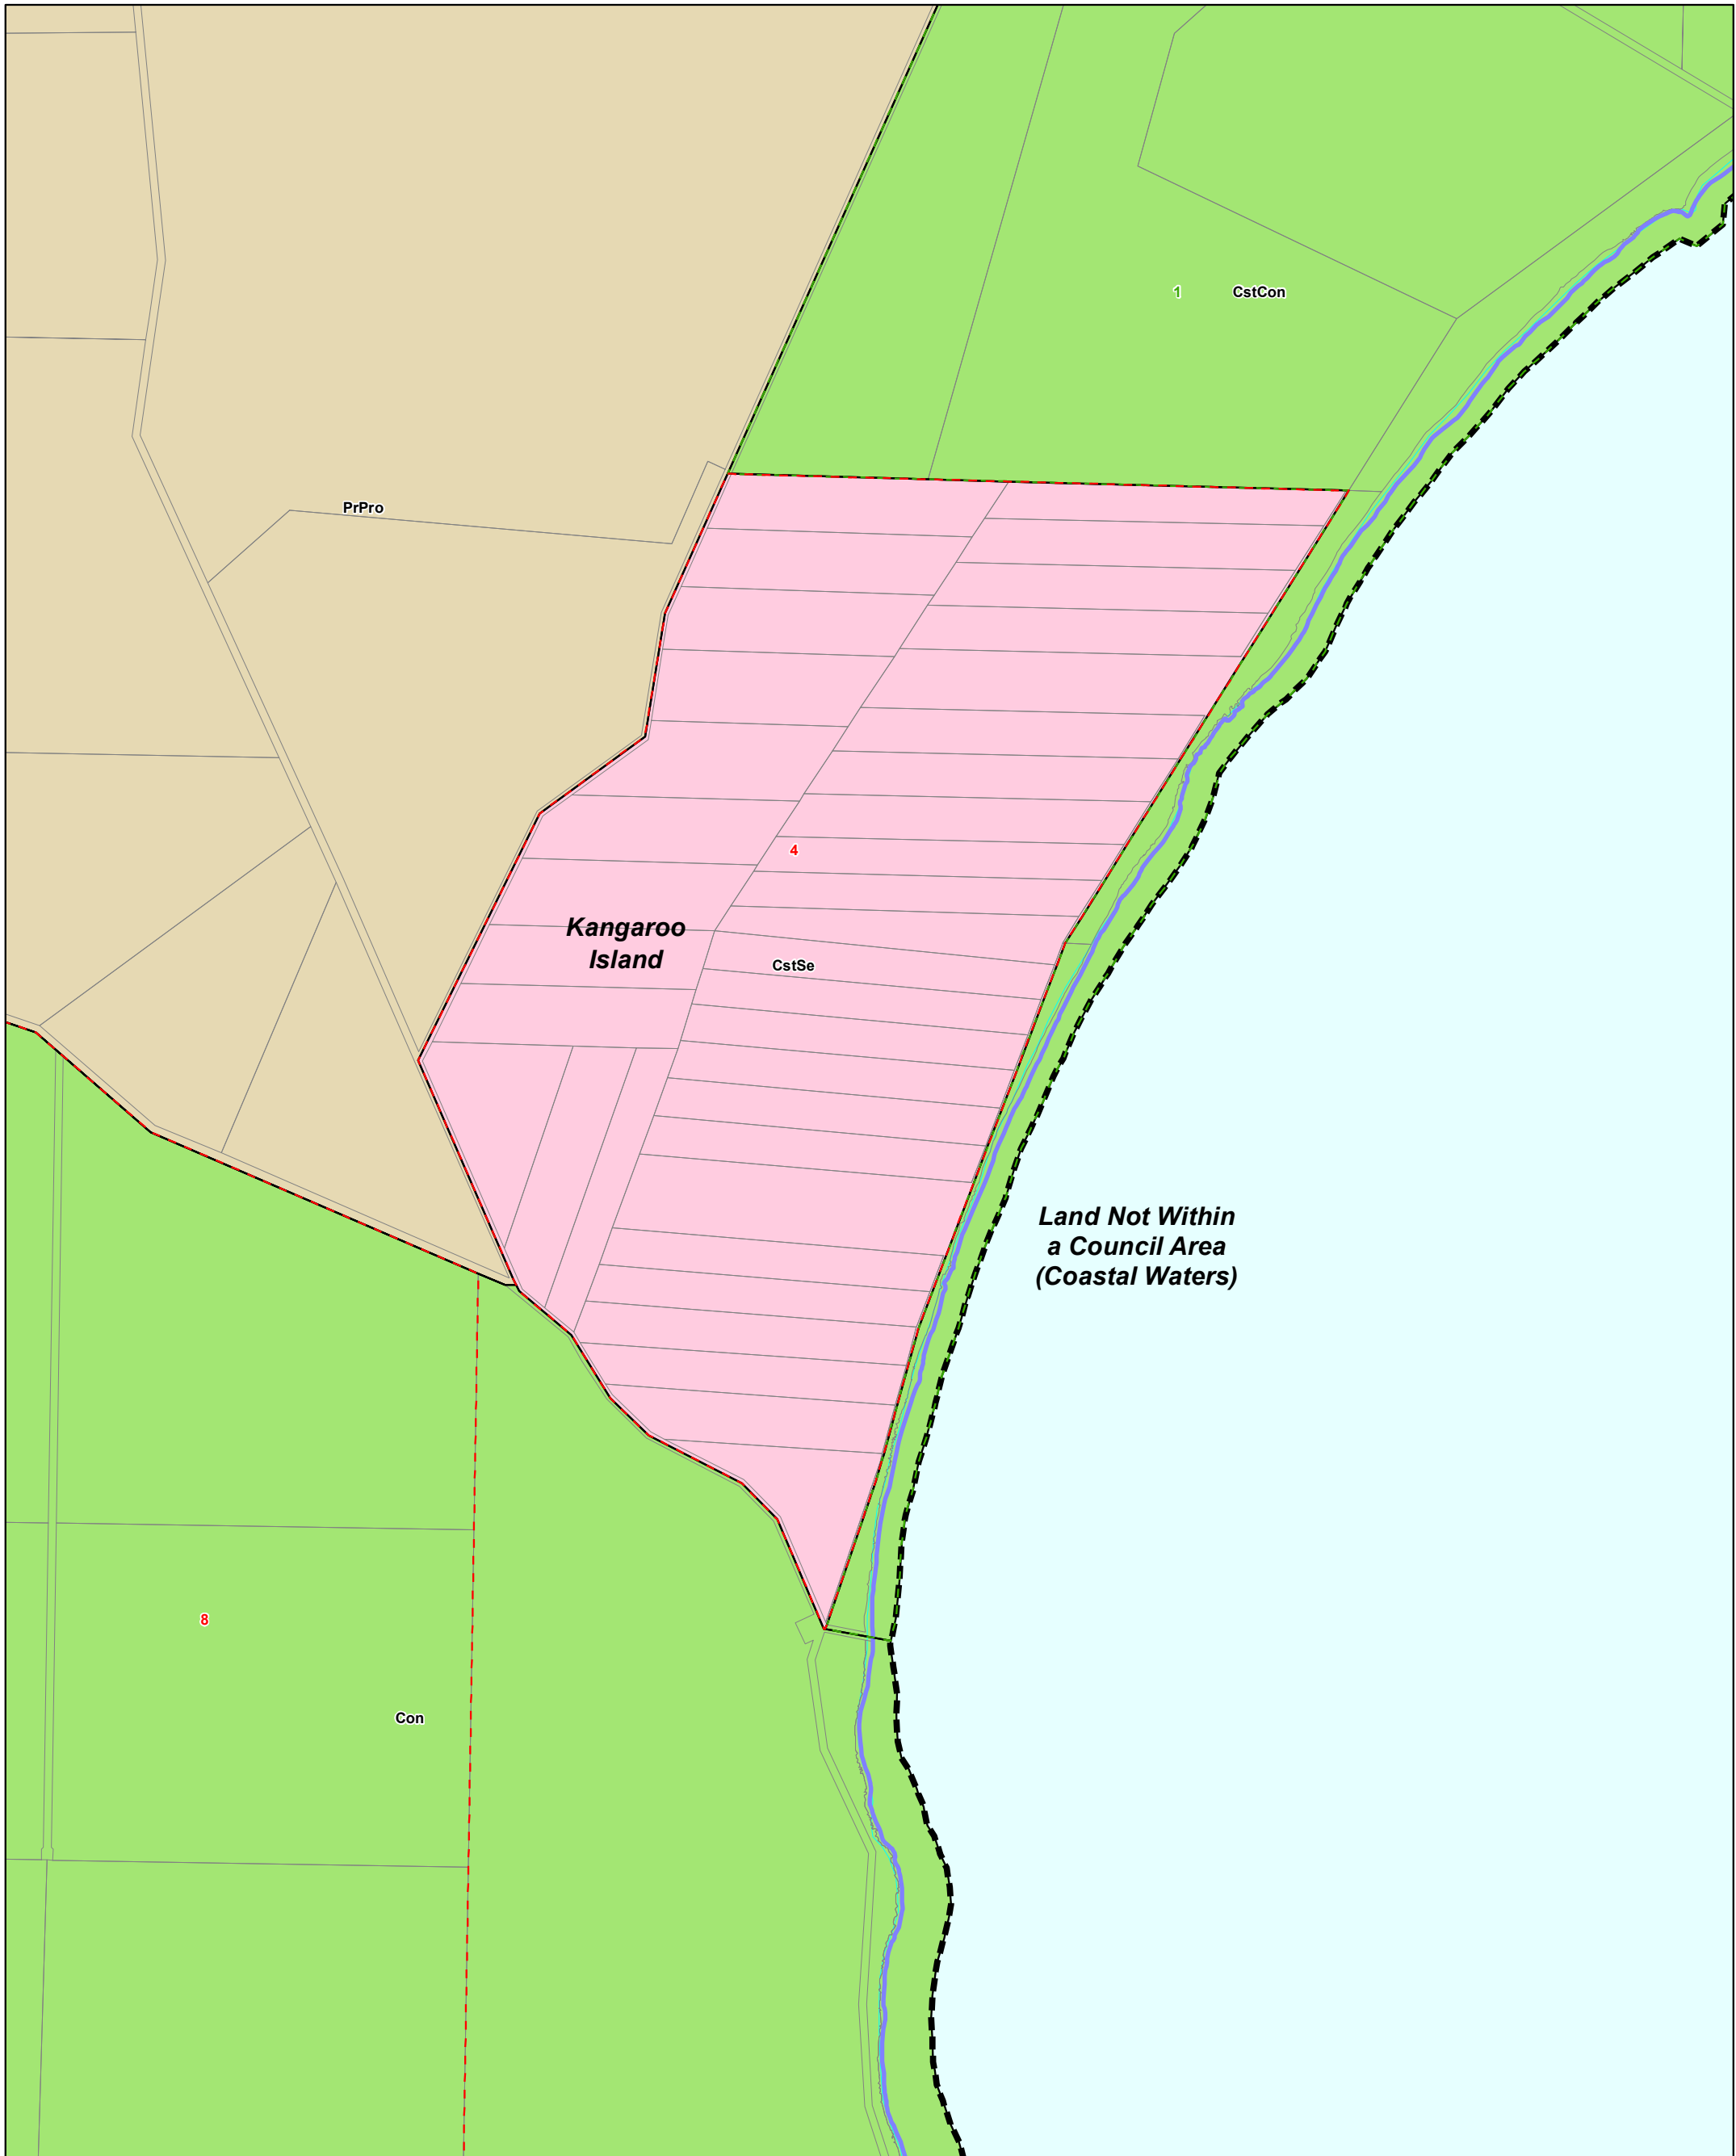 1 CstCon
PrPro
4
Kangaroo
Island
CstSe
Land Not Within
a Council Area
(Coastal Waters)
8
Con